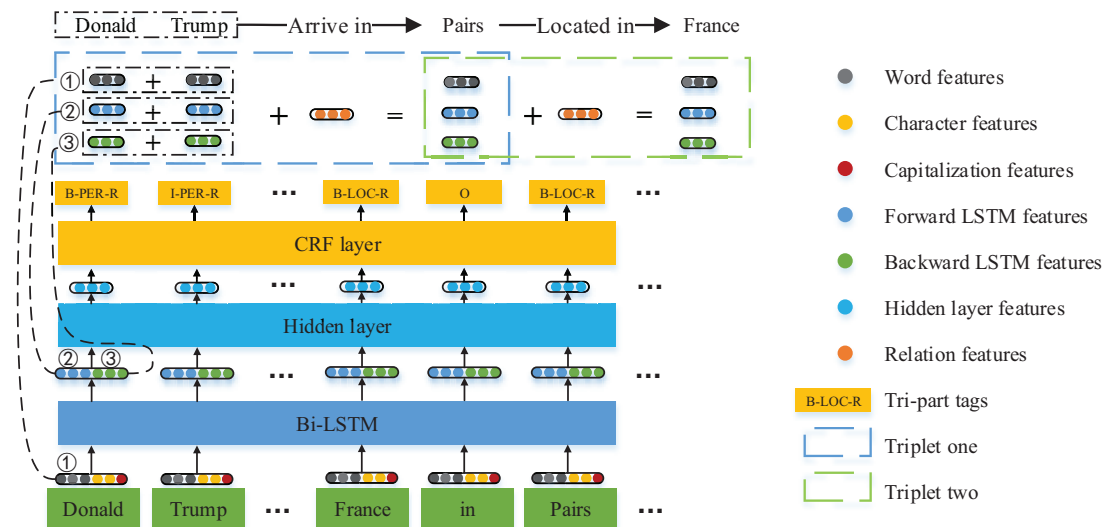 Donald Trump Arrive in Pairs Located in France
① + 
② + + = + =
③ +
B-PER-R I-PER-R ... B-LOC-R O B-LOC-R ...
CRF layer
... ...
Hidden layer
② ③ ... ...
Bi-LSTM
①
Donald Trump ... France in Pairs ...
Word features
Character features
Capitalization features
Forward LSTM features
Backward LSTM features
Hidden layer features
Relation features
B-LOC-R Tri-part tags
Triplet one
Triplet two